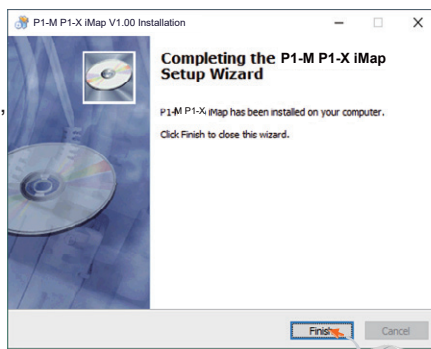 P1-M P1-X iMap V1.00 Installation
Completing the P1-M P1-X iMap
Setup Wizard
,
P1-M P1-X iMap has been installed on your computer.
Click Finish to close this wizard.
Finish
Cancel